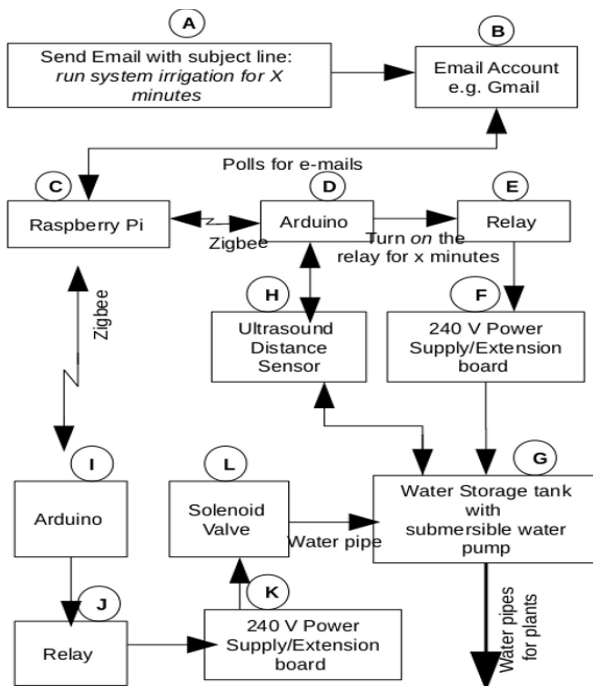 A
Send Email with subject line:
run system irrigation for X
minutes
B
Email Account
e.g. Gmail
Polls for e-mails
C
Raspberry Pi
Zigbee
D
Arduino
Turn on the
relay for x minutes
E
Relay
H
Ultrasound
Distance
Sensor
F
240 V Power
Supply/Extension
board
Zigbee
I
Arduino
L
Solenoid
Valve
Water pipe
G
Water Storage tank
with
submersible water
pump
J
Relay
K
240 V Power
Supply/Extension
board
Water pipes
for plants